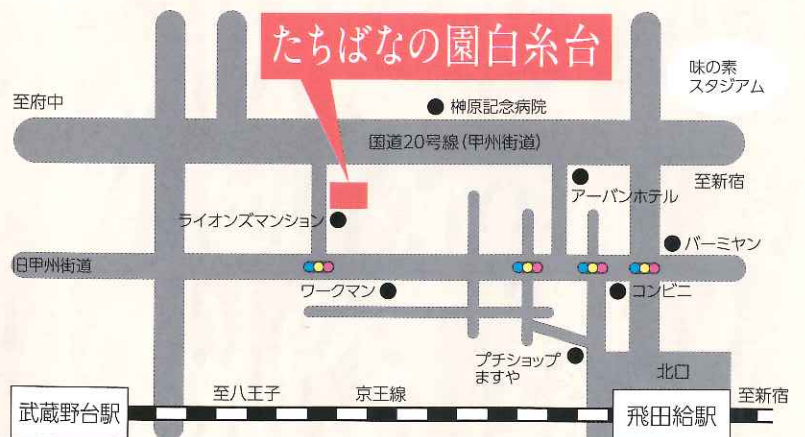 たちばなの園白糸台
味の素
スタジアム
至府中
榊原記念病院
国道20号線(甲州街道)
至新宿
アーバンホテル
ライオンズマンション
バーミヤン
旧甲州街道
ワークマン
コンビニ
プチショップ
ますや
北口
至八王子
京王線
至新宿
武蔵野台駅
飛田給駅